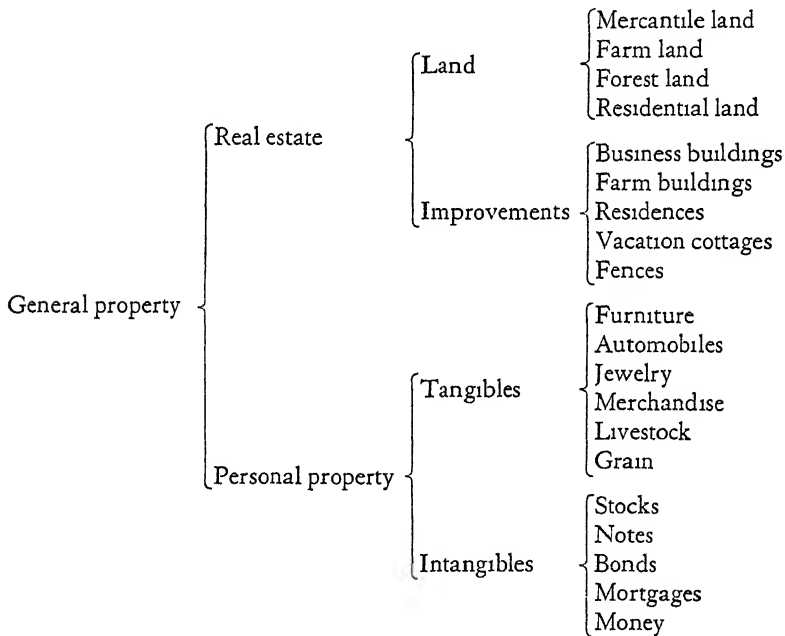 General property
Real estate
Land
Mercantile land
Farm land
Forest land
Residential land
Improvements
Business buildings
Farm buildings
Residences
Vacation cottages
Fences
Personal property
Tangibles
Furniture
Automobiles
Jewelry
Merchandise
Livestock
Grain
Intangibles
Stocks
Notes
Bonds
Mortgages
Money